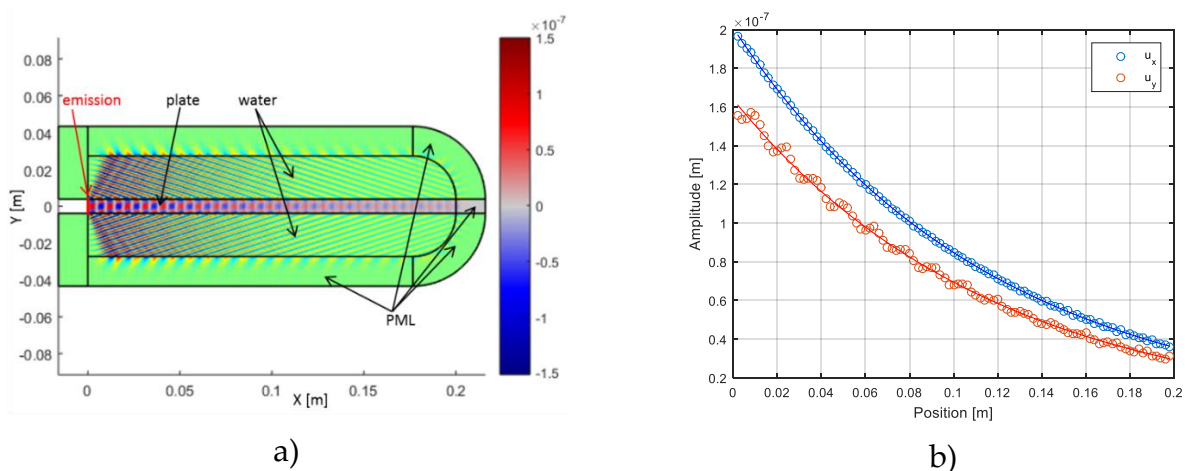 ×10⁻⁷
1.5
1
0.5
0
-0.5
-1
-1.5
0.08
0.06
0.04
0.02
0
-0.02
-0.04
-0.06
-0.08
Y [m]
emission
plate
water
PML
0 0.05 0.1 0.15 0.2
X [m]
a)
×10⁻⁷
2
1.8
1.6
1.4
1.2
1
0.8
0.6
0.4
0.2
Amplitude [m]
u_x
u_y
0 0.02 0.04 0.06 0.08 0.1 0.12 0.14 0.16 0.18 0.2
Position [m]
b)